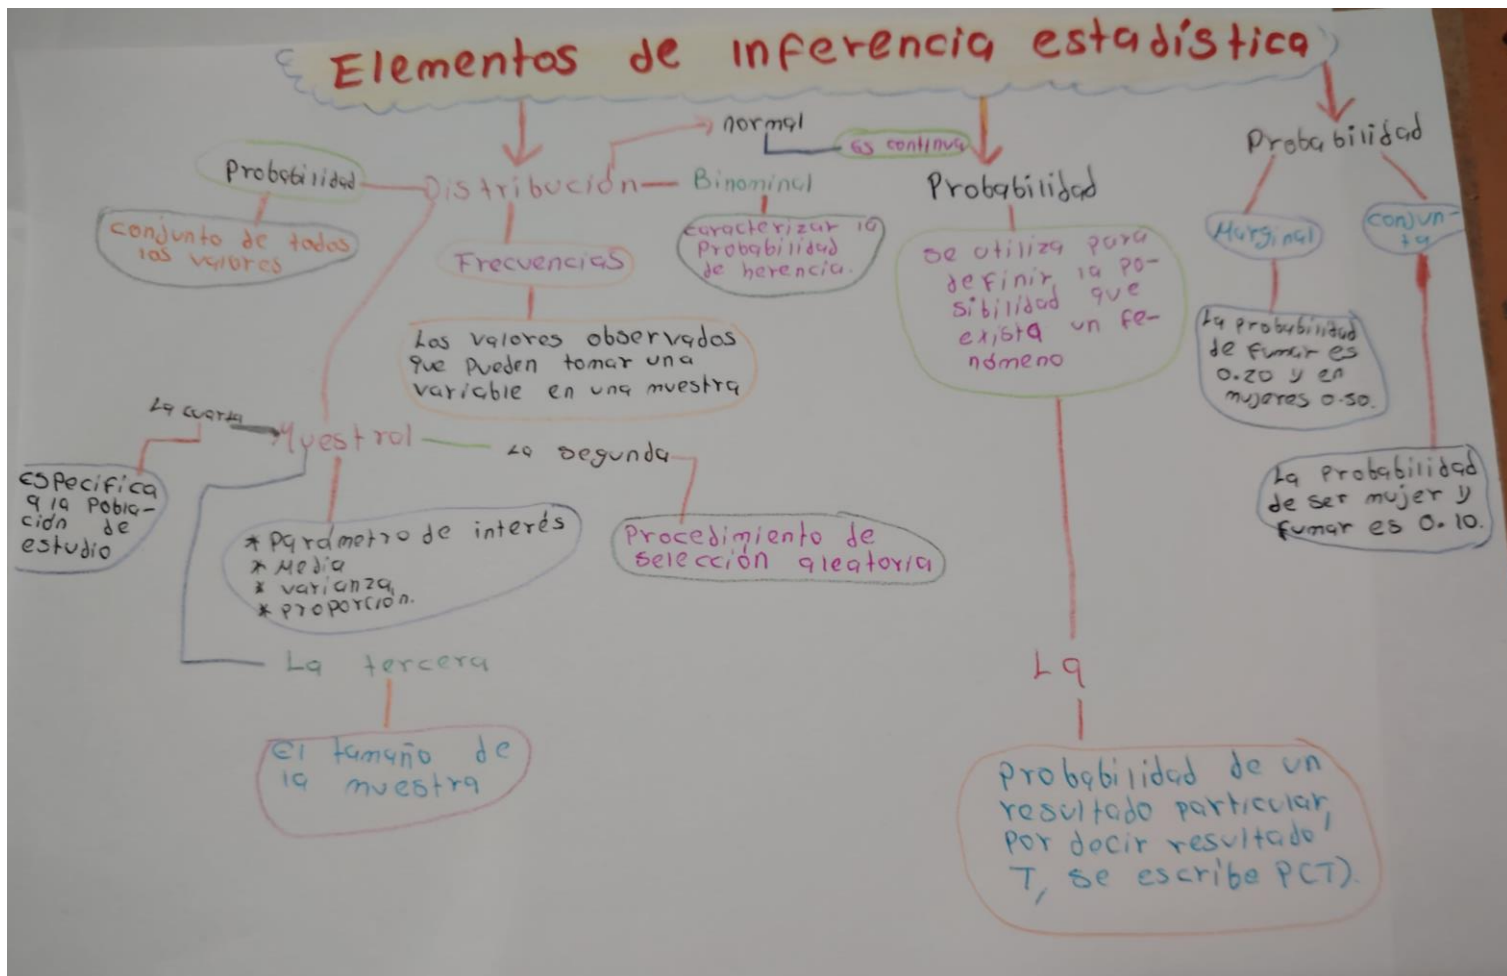 Elementos de inferencia estadística
normal
es continua
Probabilidad
Distribución
Binominal
conjunto de todos
los valores
Frecuencias
caracterizar la
Probabilidad
de herencia.
Los valores observados
que pueden tomar una
variable en una muestra
Muestrol
La cuarta
Especifica
a la Pobla-
ción de
estudio
* Parámetro de interés
* Media
* varianza
* proporción.
La segunda
Procedimiento de
selección aleatoria
La tercera
El tamaño de
la muestra
Probabilidad
se utiliza para
definir la po-
sibilidad que
exista un fe-
nómeno
La
Probabilidad de un
resultado particular,
por decir resultado
T, se escribe P(T).
Probabilidad
Marginal
conjun-
ta
La probabilidad
de fumar es
0.20 y en
mujeres 0.50.
La Probabilidad
de ser mujer y
fumar es 0.10.